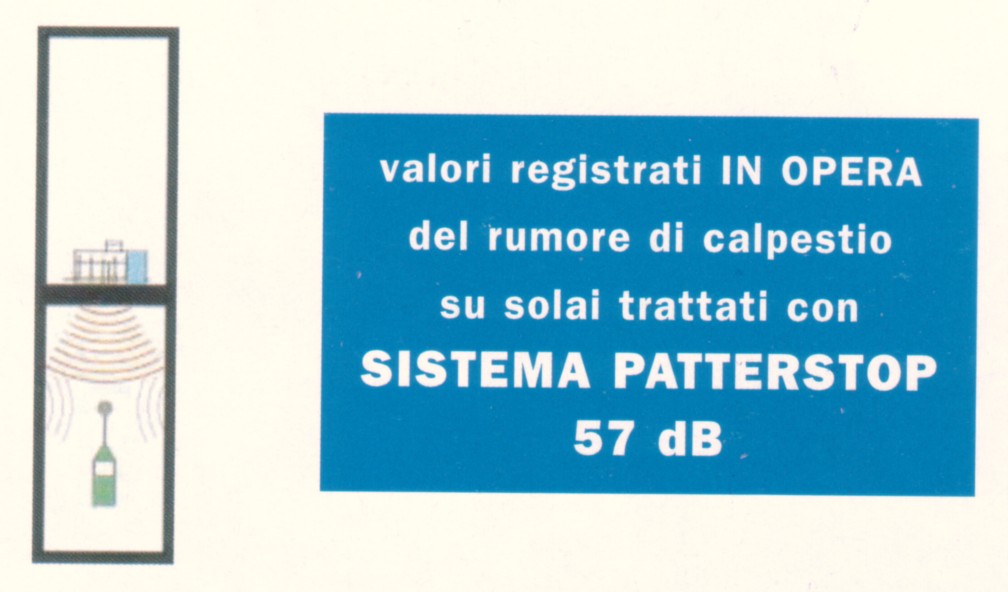 valori registrati IN OPERA
del rumore di calpestio
su solai trattati con
SISTEMA PATTERSTOP
57 dB